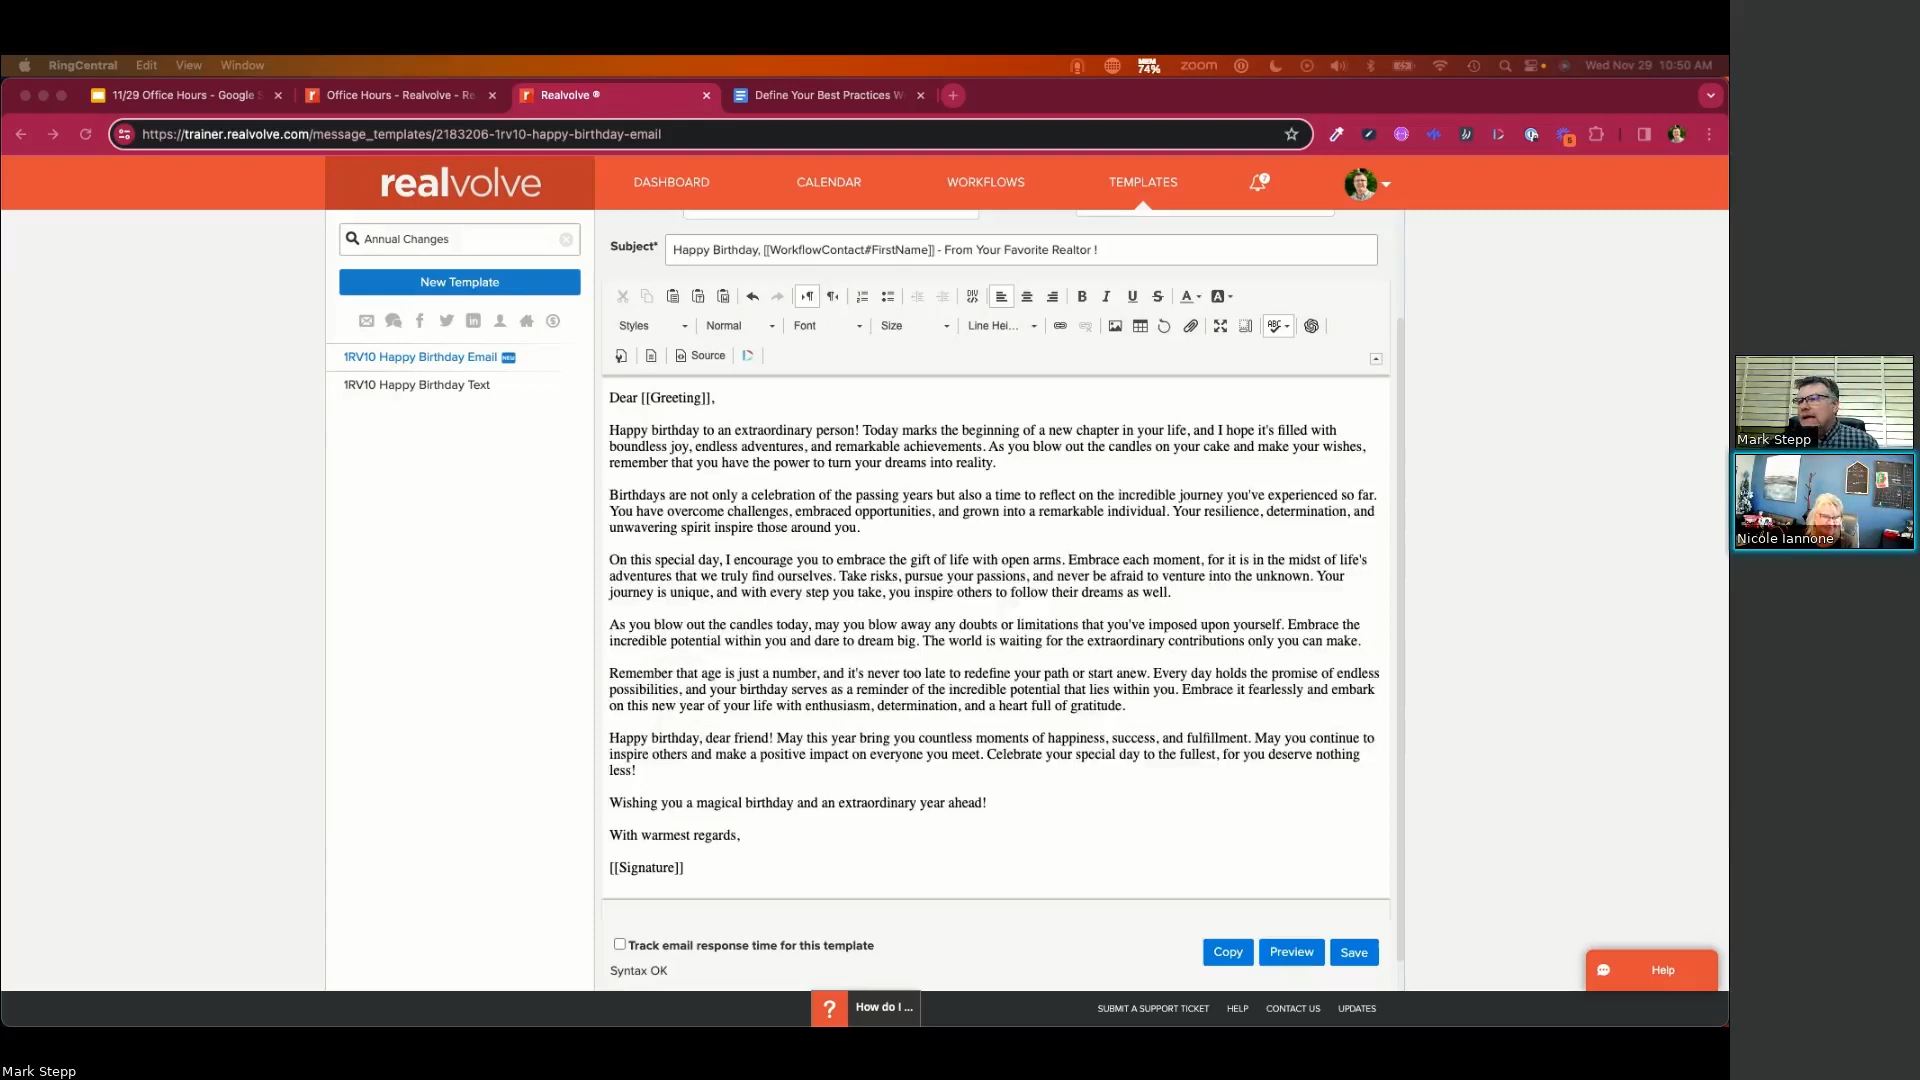 RingCentral Edit View Window
MEM 74% zoom Wed Nov 29 10:50 AM
11/29 Office Hours - Google S
Office Hours - Realvolve - Re
Realvolve ®
Define Your Best Practices W
https://trainer.realvolve.com/message_templates/2183206-1rv10-happy-birthday-email
6
realvolve
DASHBOARD
CALENDAR
WORKFLOWS
TEMPLATES
7
Annual Changes
New Template
1RV10 Happy Birthday Email NEW
1RV10 Happy Birthday Text
Subject* Happy Birthday, [[WorkflowContact#FirstName]] - From Your Favorite Realtor !
DIV B I U S A A
Styles Normal Font Size Line Hei... ABC
Source
Dear [[Greeting]],
Happy birthday to an extraordinary person! Today marks the beginning of a new chapter in your life, and I hope it's filled with
boundless joy, endless adventures, and remarkable achievements. As you blow out the candles on your cake and make your wishes,
remember that you have the power to turn your dreams into reality.
Birthdays are not only a celebration of the passing years but also a time to reflect on the incredible journey you've experienced so far.
You have overcome challenges, embraced opportunities, and grown into a remarkable individual. Your resilience, determination, and
unwavering spirit inspire those around you.
On this special day, I encourage you to embrace the gift of life with open arms. Embrace each moment, for it is in the midst of life's
adventures that we truly find ourselves. Take risks, pursue your passions, and never be afraid to venture into the unknown. Your
journey is unique, and with every step you take, you inspire others to follow their dreams as well.
As you blow out the candles today, may you blow away any doubts or limitations that you've imposed upon yourself. Embrace the
incredible potential within you and dare to dream big. The world is waiting for the extraordinary contributions only you can make.
Remember that age is just a number, and it's never too late to redefine your path or start anew. Every day holds the promise of endless
possibilities, and your birthday serves as a reminder of the incredible potential that lies within you. Embrace it fearlessly and embark
on this new year of your life with enthusiasm, determination, and a heart full of gratitude.
Happy birthday, dear friend! May this year bring you countless moments of happiness, success, and fulfillment. May you continue to
inspire others and make a positive impact on everyone you meet. Celebrate your special day to the fullest, for you deserve nothing
less!
Wishing you a magical birthday and an extraordinary year ahead!
With warmest regards,
[[Signature]]
Track email response time for this template
Syntax OK
Copy
Preview
Save
Help
? How do I ...
SUBMIT A SUPPORT TICKET HELP CONTACT US UPDATES
Mark Stepp
Nicole Iannone
Mark Stepp